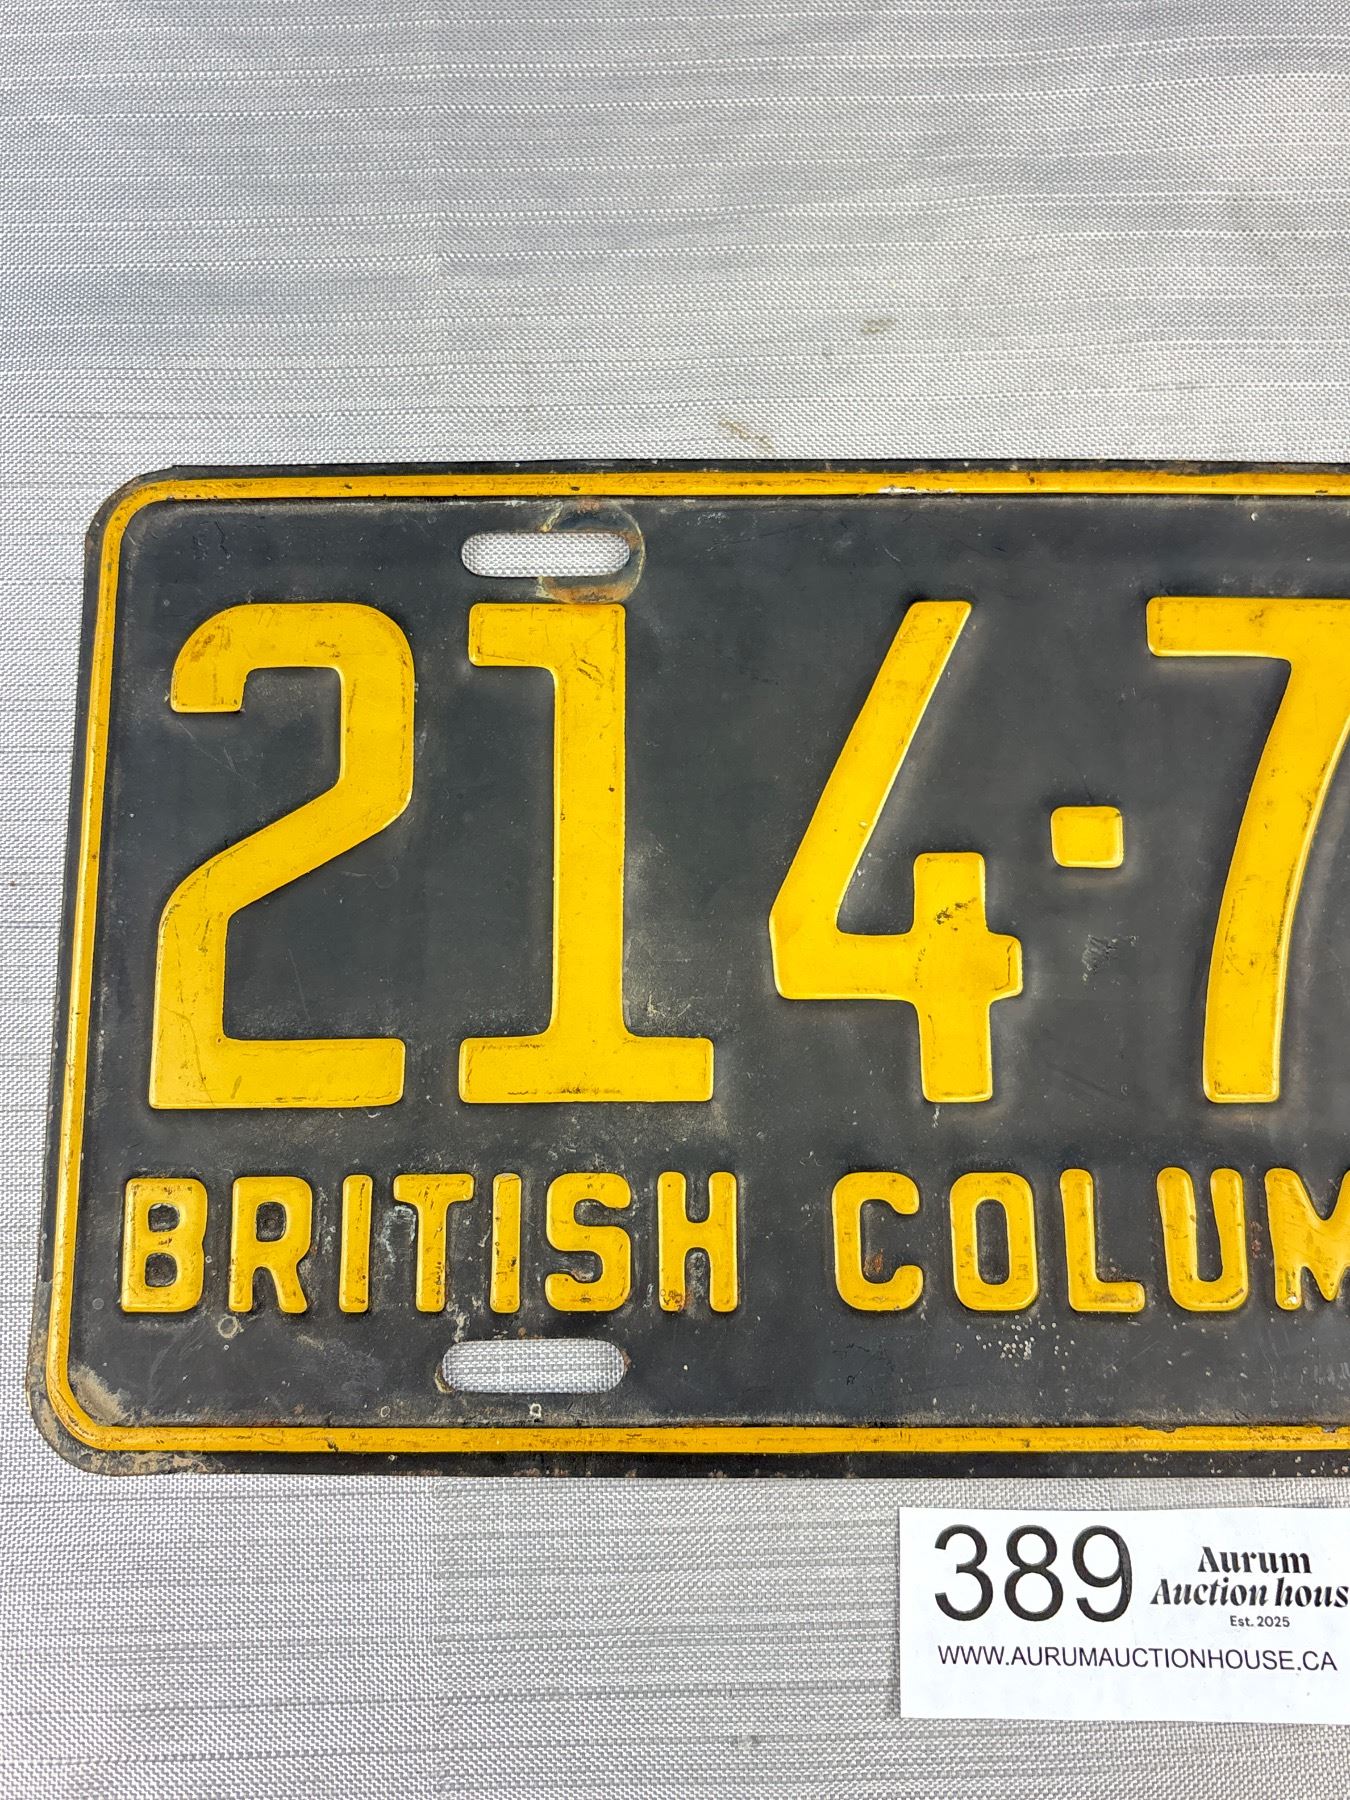 214·7
BRITISH COLUM
389
Aurum
Auction hous
Est. 2025
WWW.AURUMAUCTIONHOUSE.CA